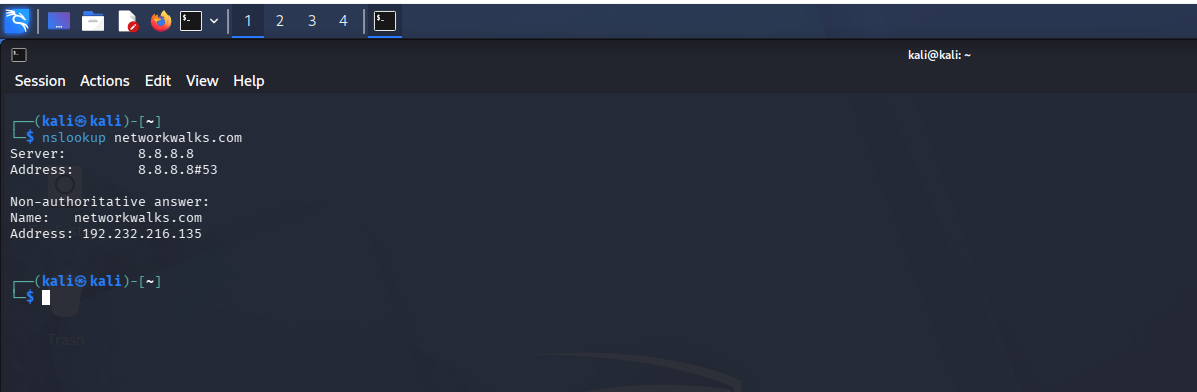 1 2 3 4
kali@kali: ~
Session Actions Edit View Help
┌──(kali㉿kali)-[~]
└─$ nslookup networkwalks.com
Server:         8.8.8.8
Address:        8.8.8.8#53
Non-authoritative answer:
Name:   networkwalks.com
Address: 192.232.216.135
┌──(kali㉿kali)-[~]
└─$
Trash